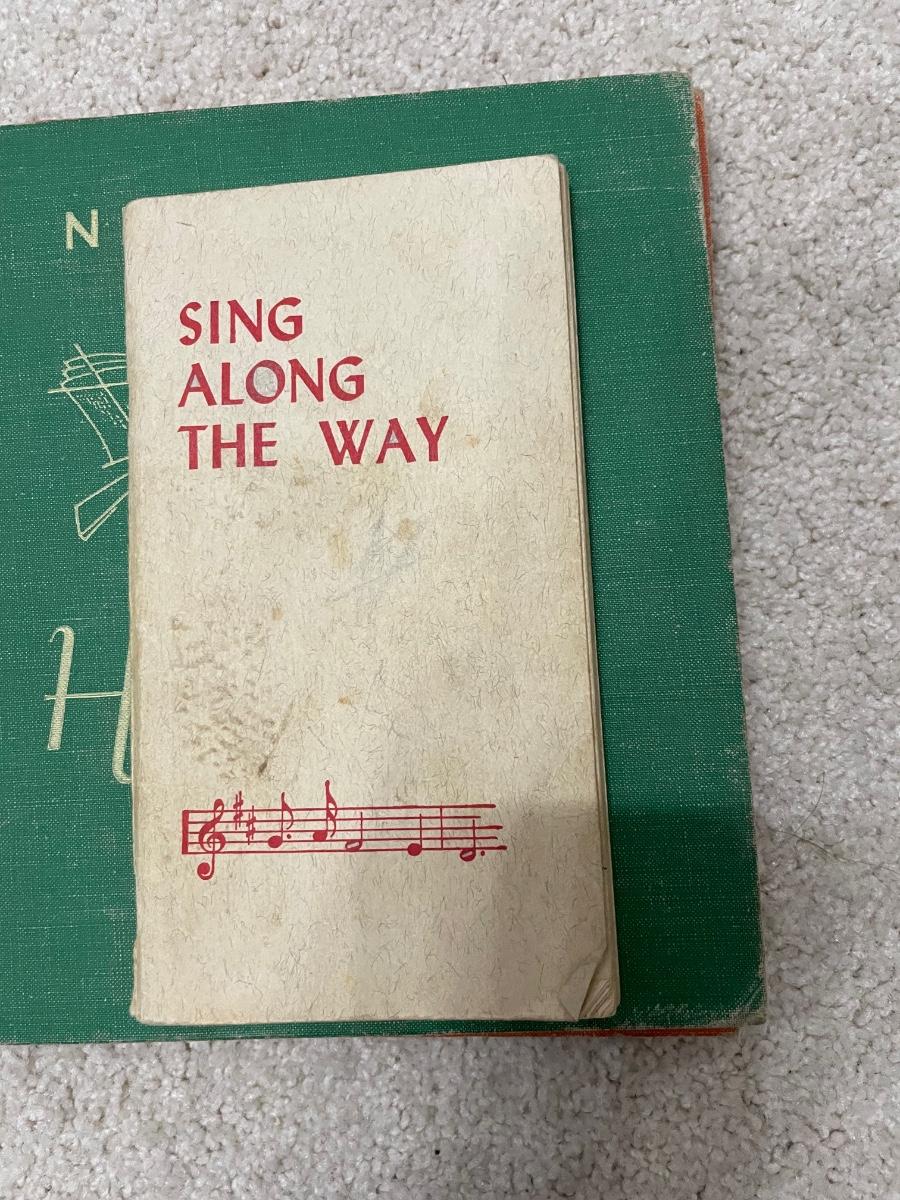 N
SING
ALONG
THE WAY
H